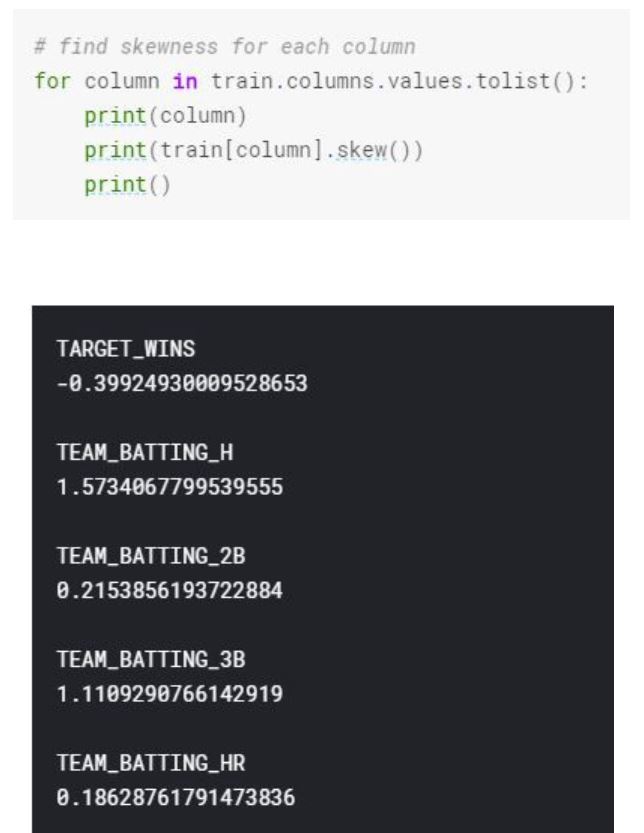 # find skewness for each column
for column in train.columns.values.tolist():
    print(column)
    print(train[column].skew())
    print()
TARGET_WINS
-0.39924930009528653
TEAM_BATTING_H
1.5734067799539555
TEAM_BATTING_2B
0.2153856193722884
TEAM_BATTING_3B
1.1109290766142919
TEAM_BATTING_HR
0.18628761791473836